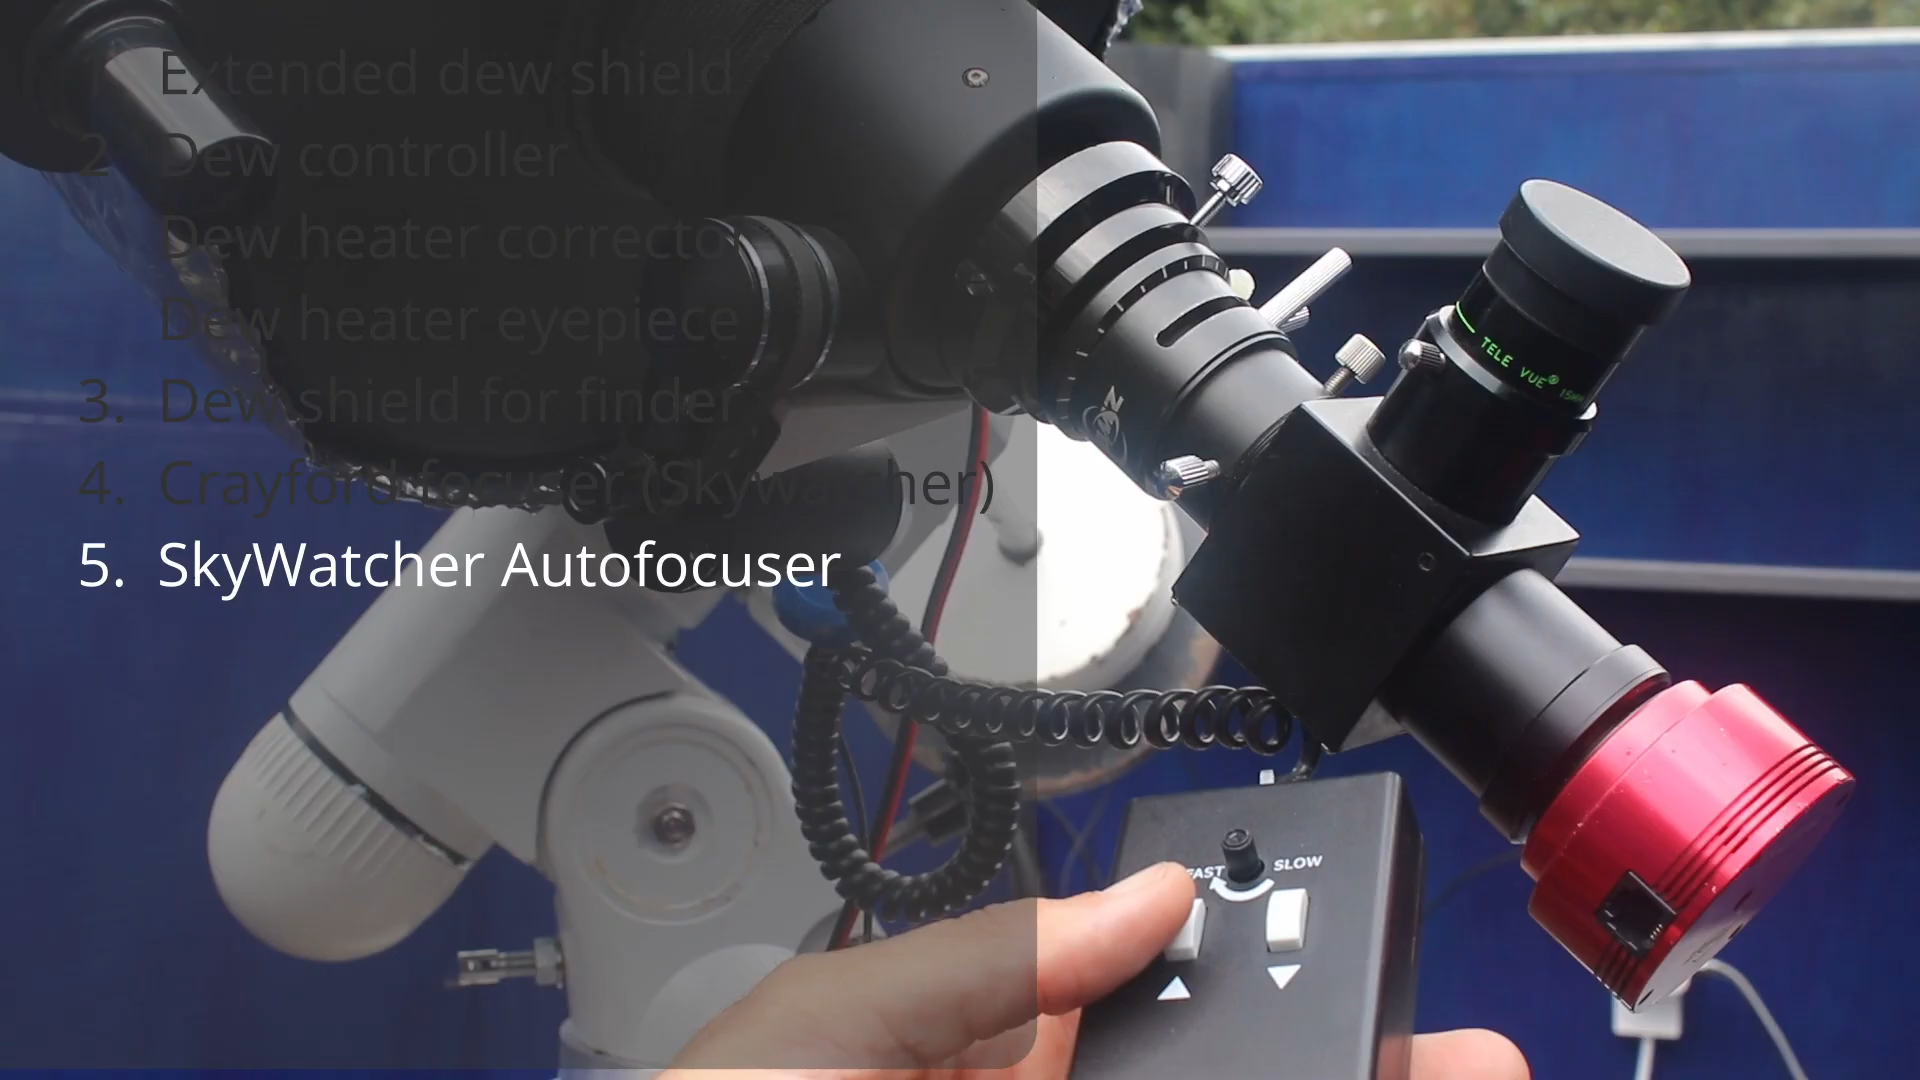 Extended dew shield
2 Dew controller
Dew heater corrector
Dew heater eyepiece
3. Dew shield for finder
4. Crayford focuser (Skywatcher)
5. SkyWatcher Autofocuser
TELE VUE® 15MM
FAST SLOW